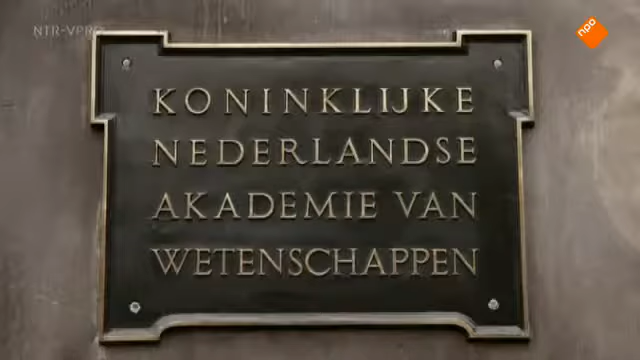 NTR-VPRO
npo
KONINKLIJKE
NEDERLANDSE
AKADEMIE VAN
WETENSCHAPPEN